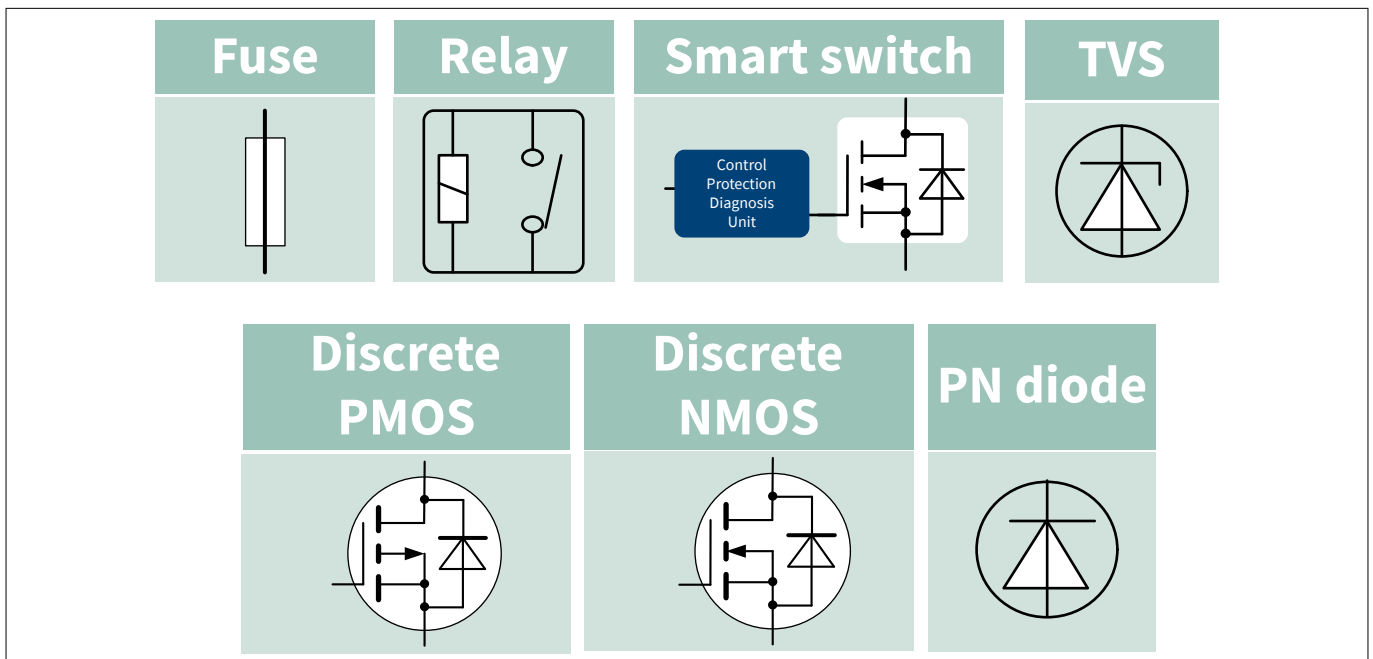 Fuse
Relay
Smart switch
TVS
Control
Protection
Diagnosis
Unit
Discrete
PMOS
Discrete
NMOS
PN diode